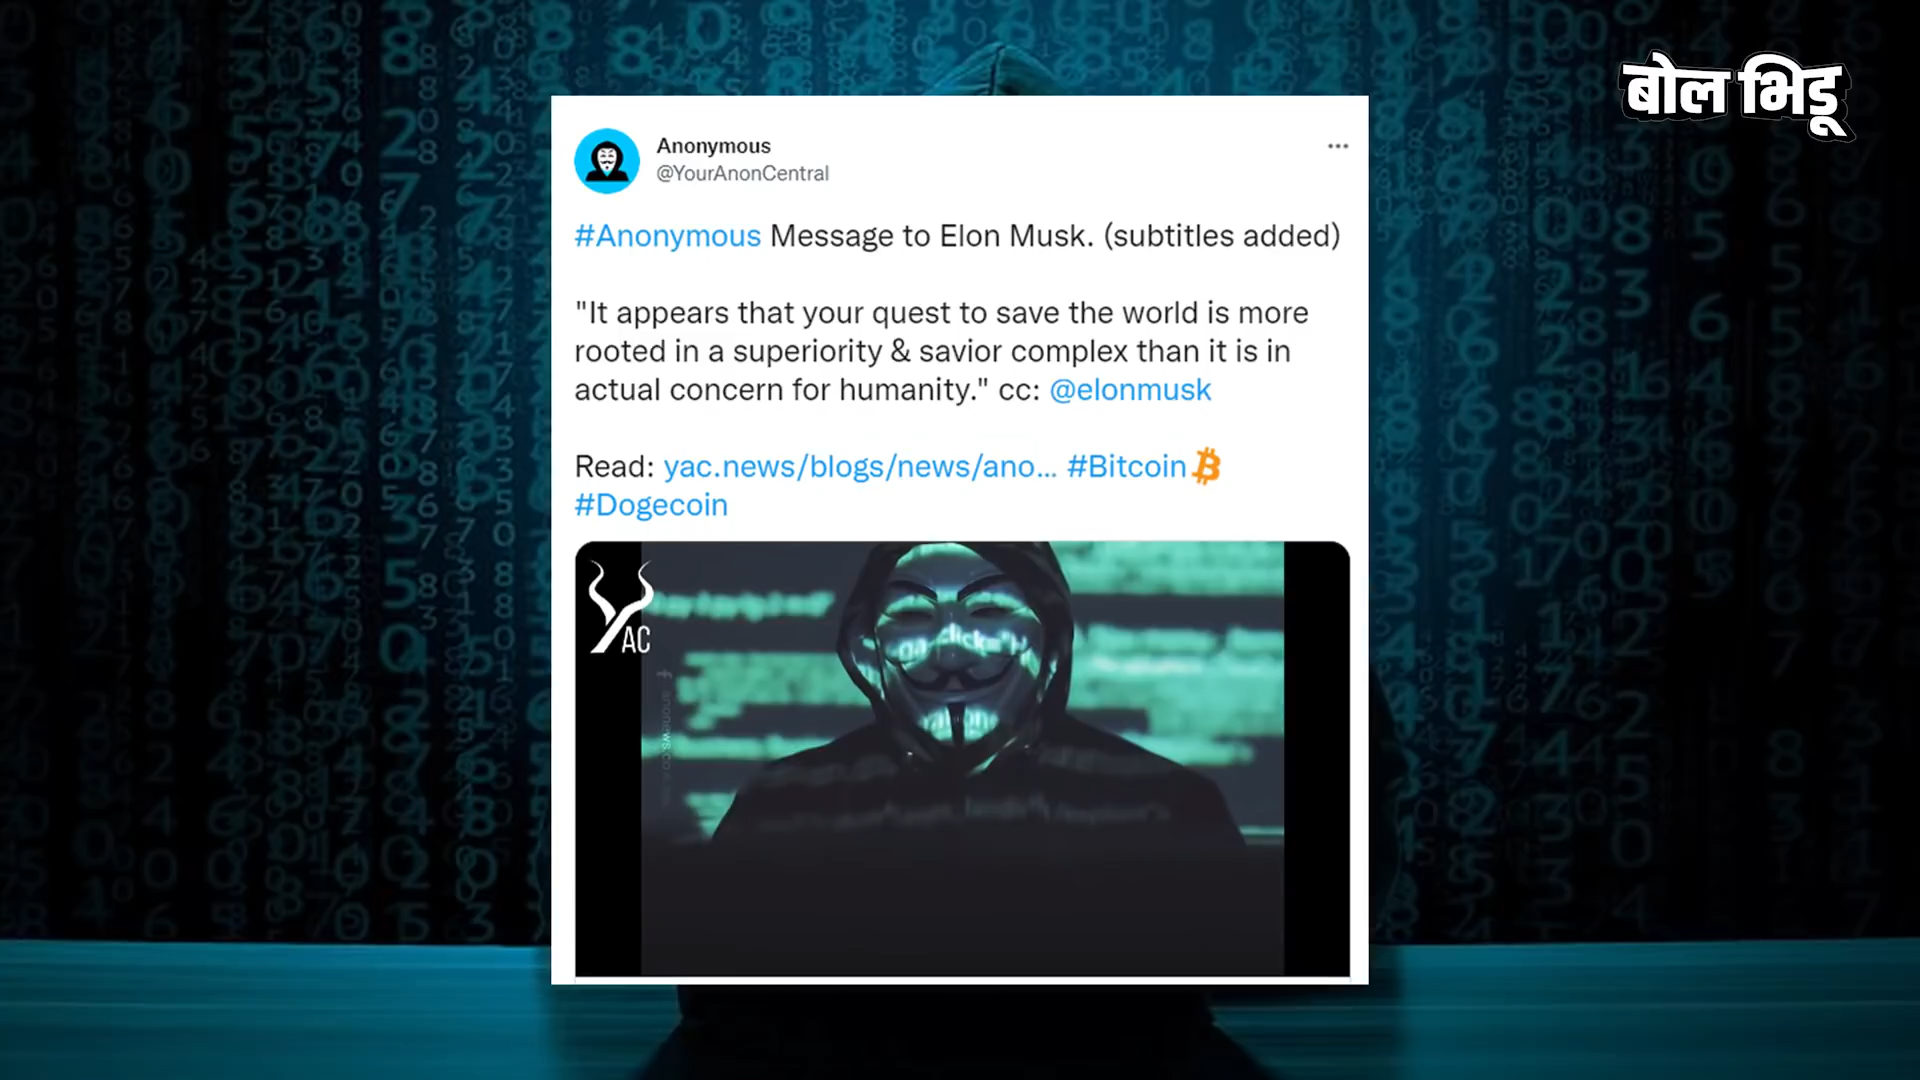 बोल भिडू
Anonymous
@YourAnonCentral
#Anonymous Message to Elon Musk. (subtitles added)
"It appears that your quest to save the world is more
rooted in a superiority & savior complex than it is in
actual concern for humanity." cc: @elonmusk
Read: yac.news/blogs/news/ano... #Bitcoin
#Dogecoin
YAC